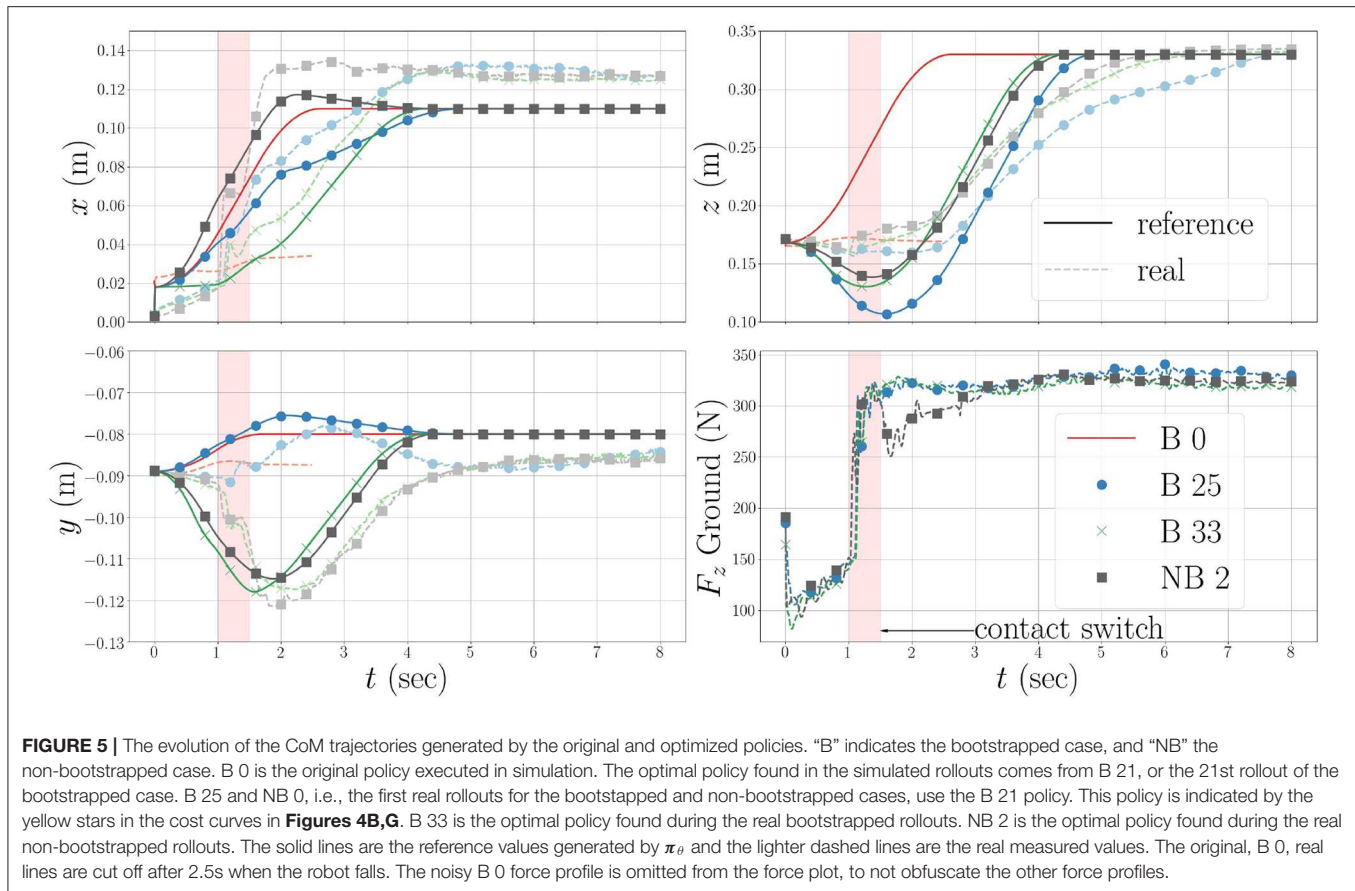 0.14
0.12
0.10
0.08
0.06
0.04
0.02
0.00
x (m)
0.35
0.30
0.25
0.20
0.15
0.10
z (m)
reference
real
−0.06
−0.07
−0.08
−0.09
−0.10
−0.11
−0.12
−0.13
y (m)
0 1 2 3 4 5 6 7 8
t (sec)
350
300
250
200
150
100
F_z Ground (N)
B 0
B 25
B 33
NB 2
contact switch
0 1 2 3 4 5 6 7 8
t (sec)
FIGURE 5 | The evolution of the CoM trajectories generated by the original and optimized policies. “B” indicates the bootstrapped case, and “NB” the
non-bootstrapped case. B 0 is the original policy executed in simulation. The optimal policy found in the simulated rollouts comes from B 21, or the 21st rollout of the
bootstrapped case. B 25 and NB 0, i.e., the first real rollouts for the bootstapped and non-bootstrapped cases, use the B 21 policy. This policy is indicated by the
yellow stars in the cost curves in Figures 4B,G. B 33 is the optimal policy found during the real bootstrapped rollouts. NB 2 is the optimal policy found during the real
non-bootstrapped rollouts. The solid lines are the reference values generated by π_θ and the lighter dashed lines are the real measured values. The original, B 0, real
lines are cut off after 2.5s when the robot falls. The noisy B 0 force profile is omitted from the force plot, to not obfuscate the other force profiles.